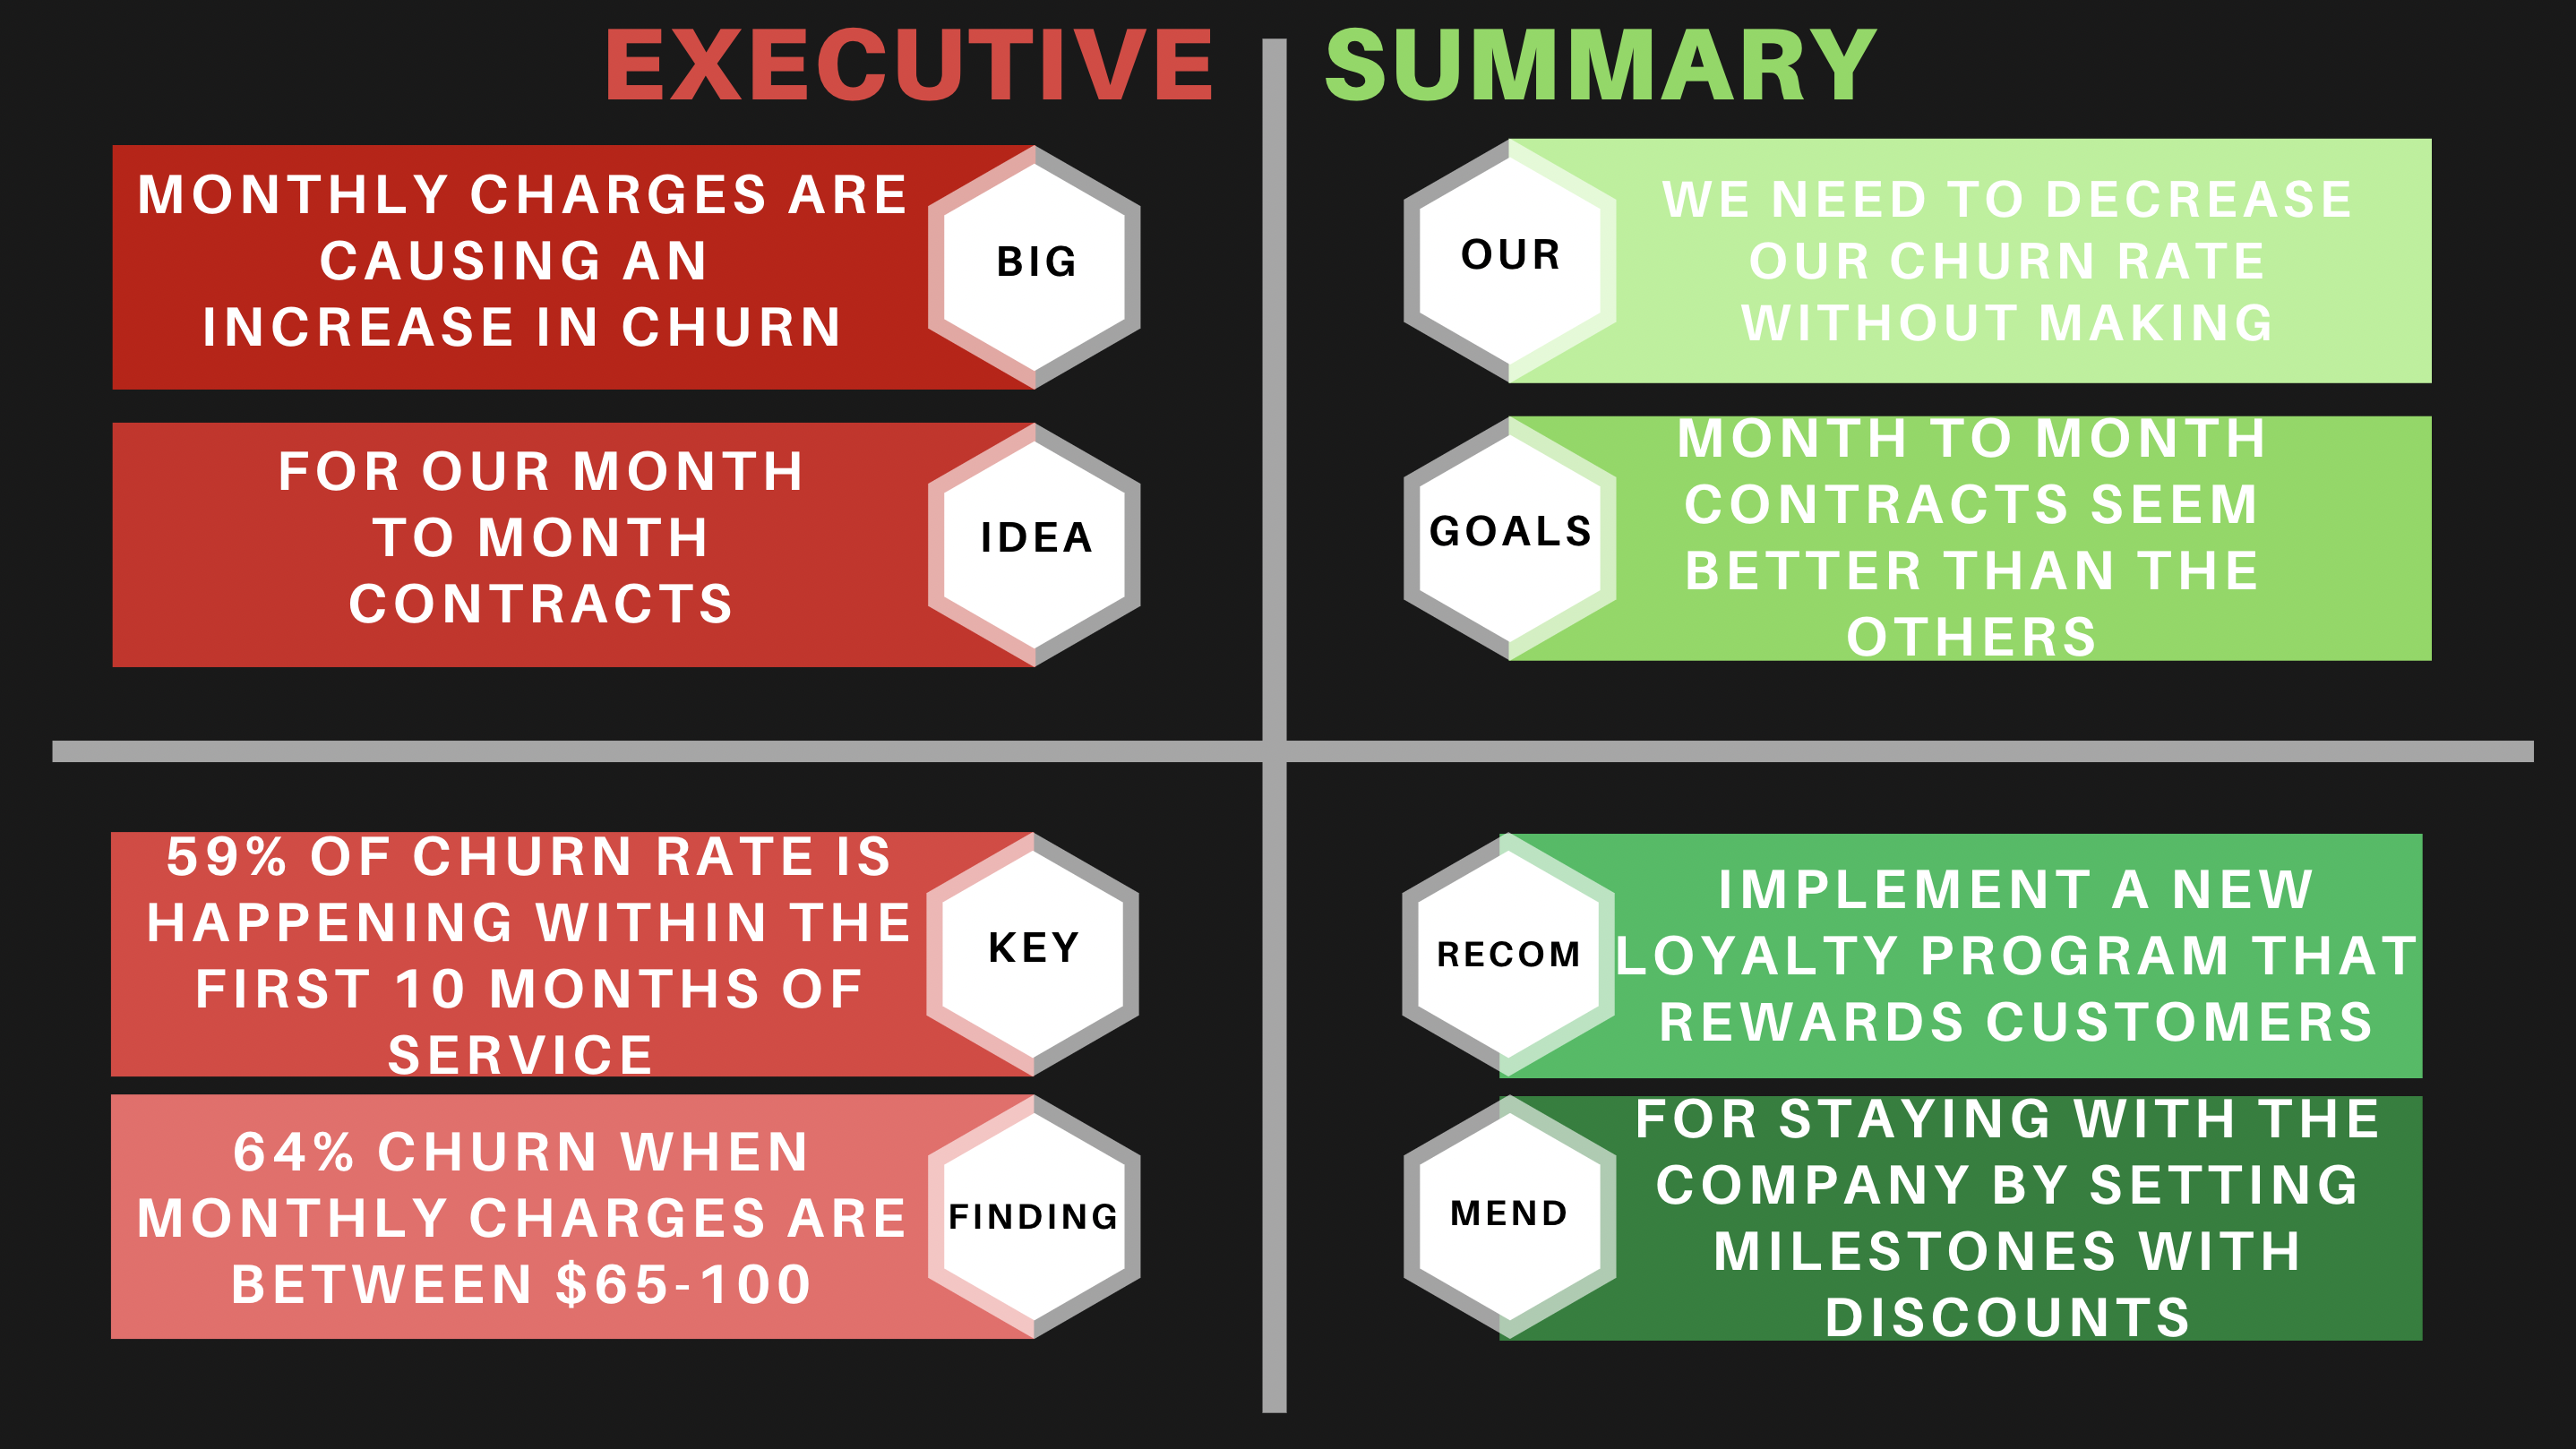 EXECUTIVE SUMMARY
MONTHLY CHARGES ARE
CAUSING AN
INCREASE IN CHURN
BIG
FOR OUR MONTH
TO MONTH
CONTRACTS
IDEA
OUR
WE NEED TO DECREASE
OUR CHURN RATE
WITHOUT MAKING
GOALS
MONTH TO MONTH
CONTRACTS SEEM
BETTER THAN THE
OTHERS
59% OF CHURN RATE IS
HAPPENING WITHIN THE
FIRST 10 MONTHS OF
SERVICE
KEY
64% CHURN WHEN
MONTHLY CHARGES ARE
BETWEEN $65-100
FINDING
RECOM
IMPLEMENT A NEW
LOYALTY PROGRAM THAT
REWARDS CUSTOMERS
MEND
FOR STAYING WITH THE
COMPANY BY SETTING
MILESTONES WITH
DISCOUNTS